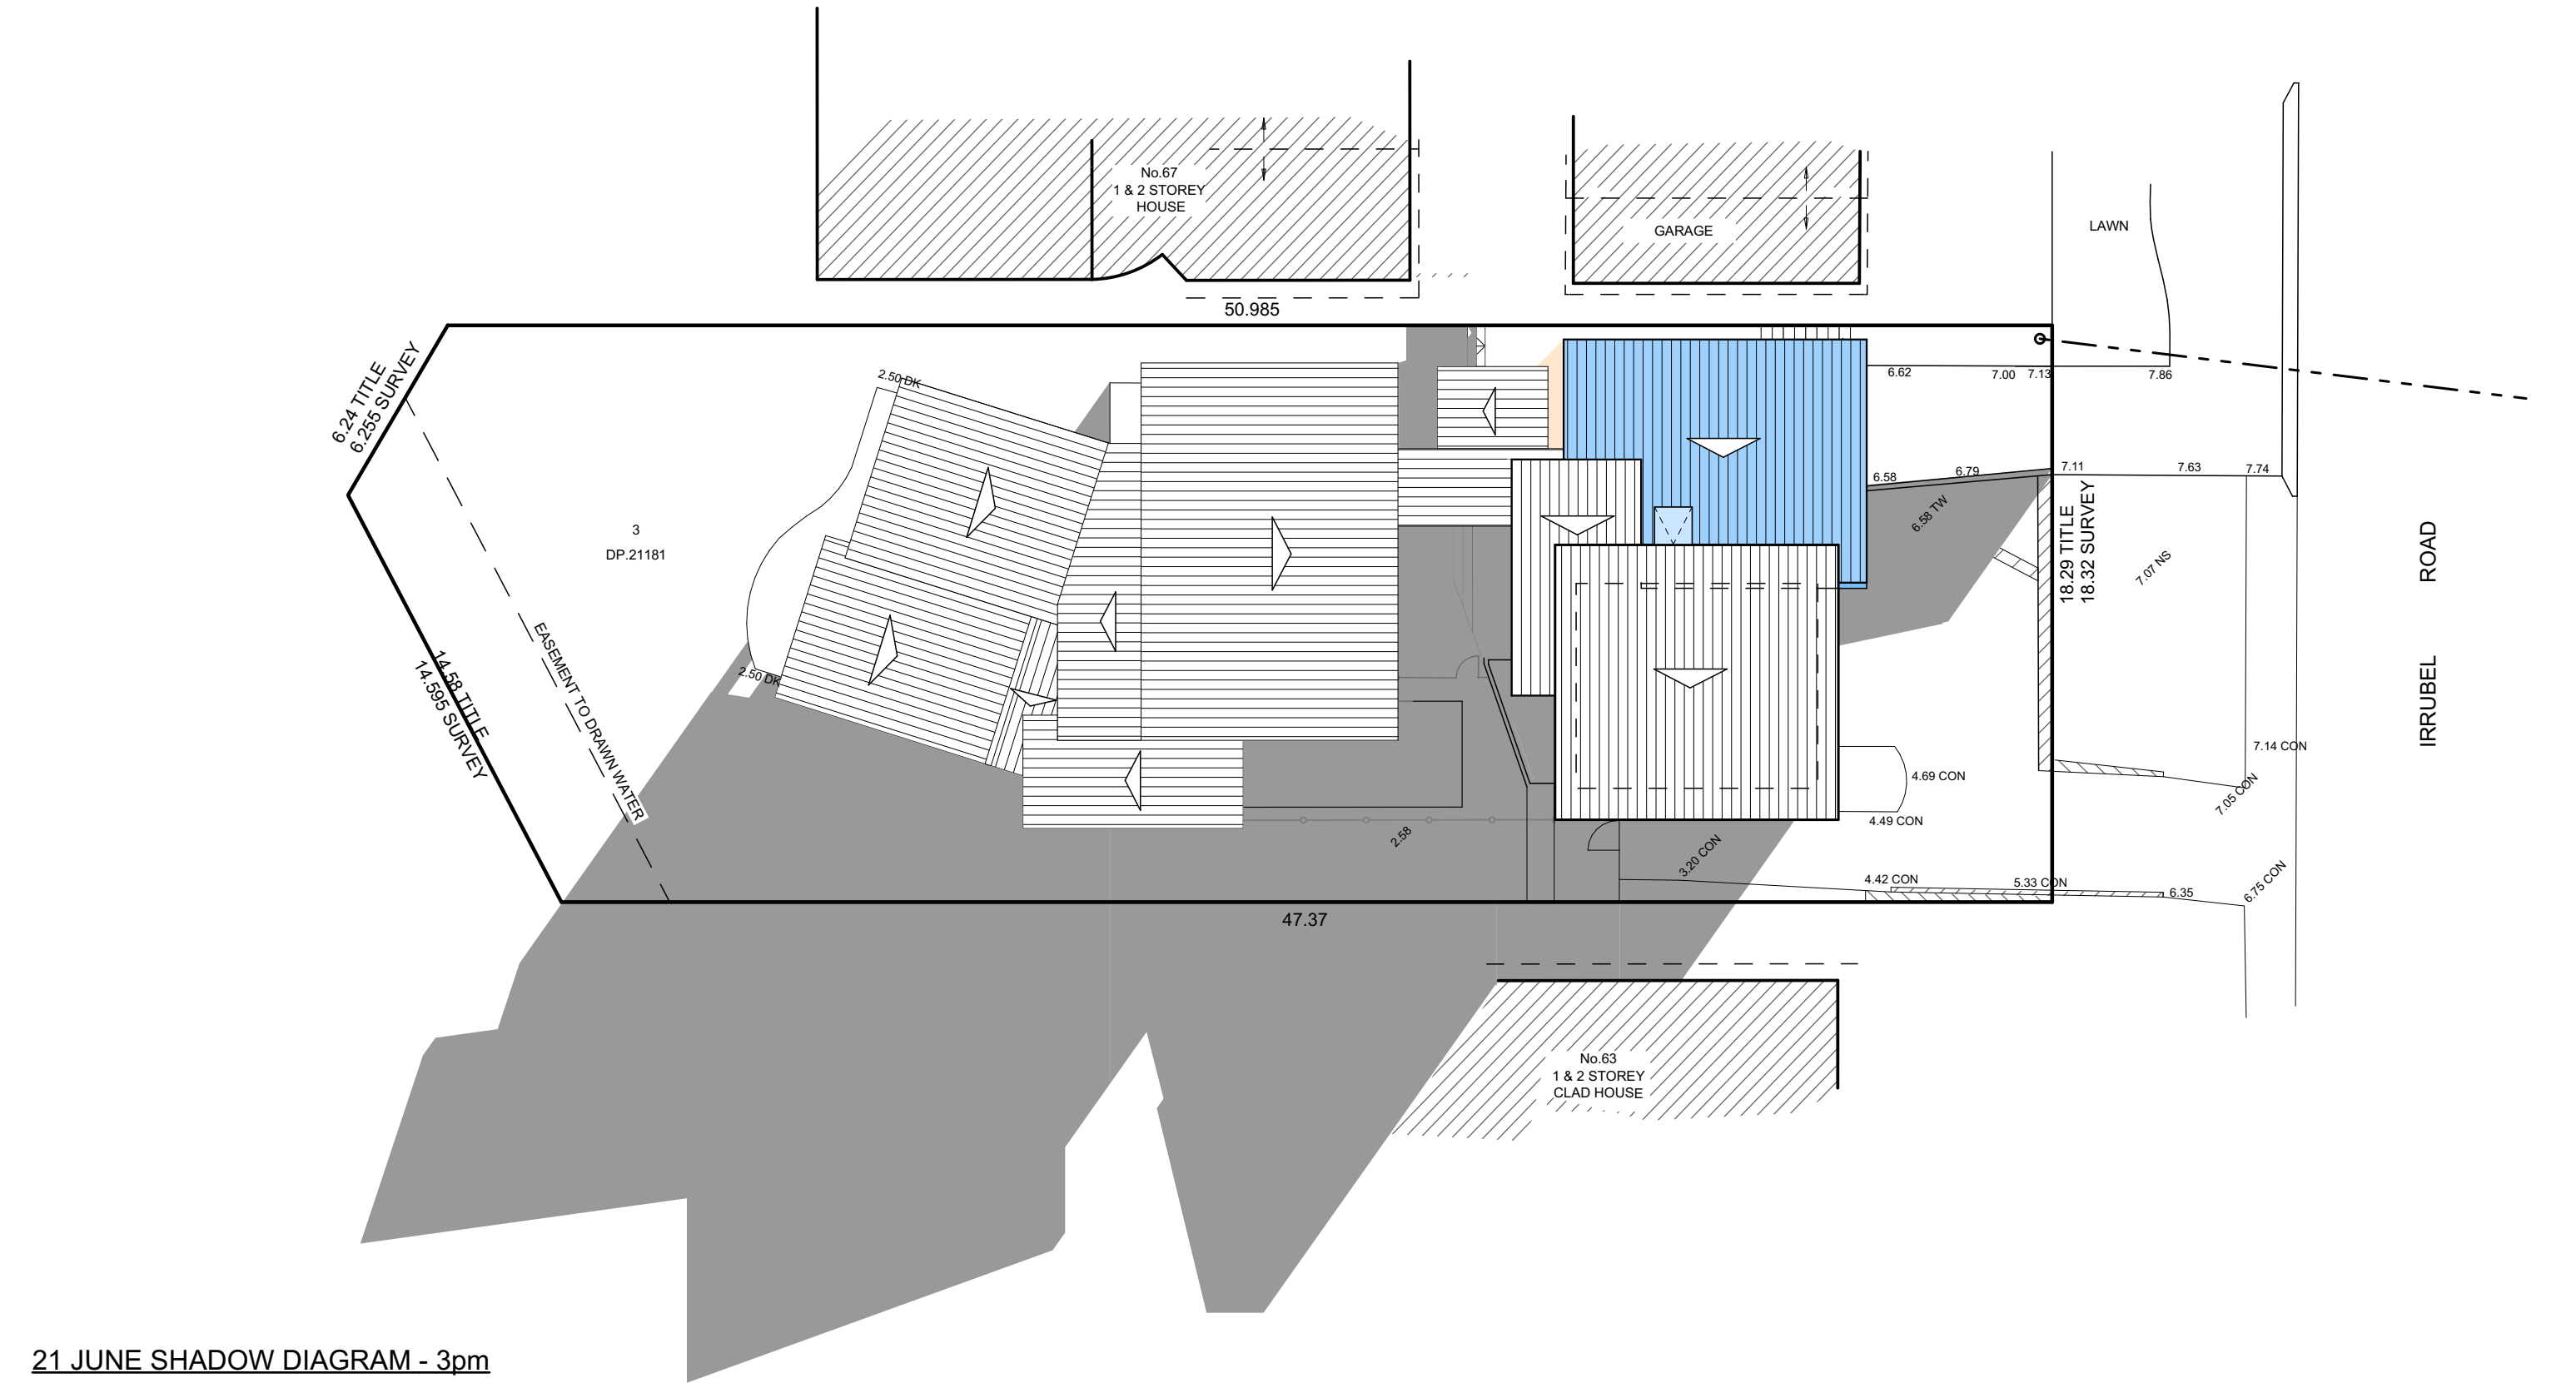 No.67
1 & 2 STOREY
HOUSE
GARAGE
LAWN
50.985
6.24 TITLE
6.255 SURVEY
2.50 DK
6.62
7.00
7.13
7.86
3
DP.21181
6.58
6.79
7.11
7.63
7.74
6.58 TW
18.29 TITLE
18.32 SURVEY
7.07 NS
IRRUBEL ROAD
14.58 TITLE
14.595 SURVEY
EASEMENT TO DRAWN WATER
2.50 DK
7.14 CON
4.69 CON
7.05 CON
4.49 CON
2.58
3.20 CON
4.42 CON
5.33 CON
6.35
6.75 CON
47.37
No.63
1 & 2 STOREY
CLAD HOUSE
21 JUNE SHADOW DIAGRAM - 3pm